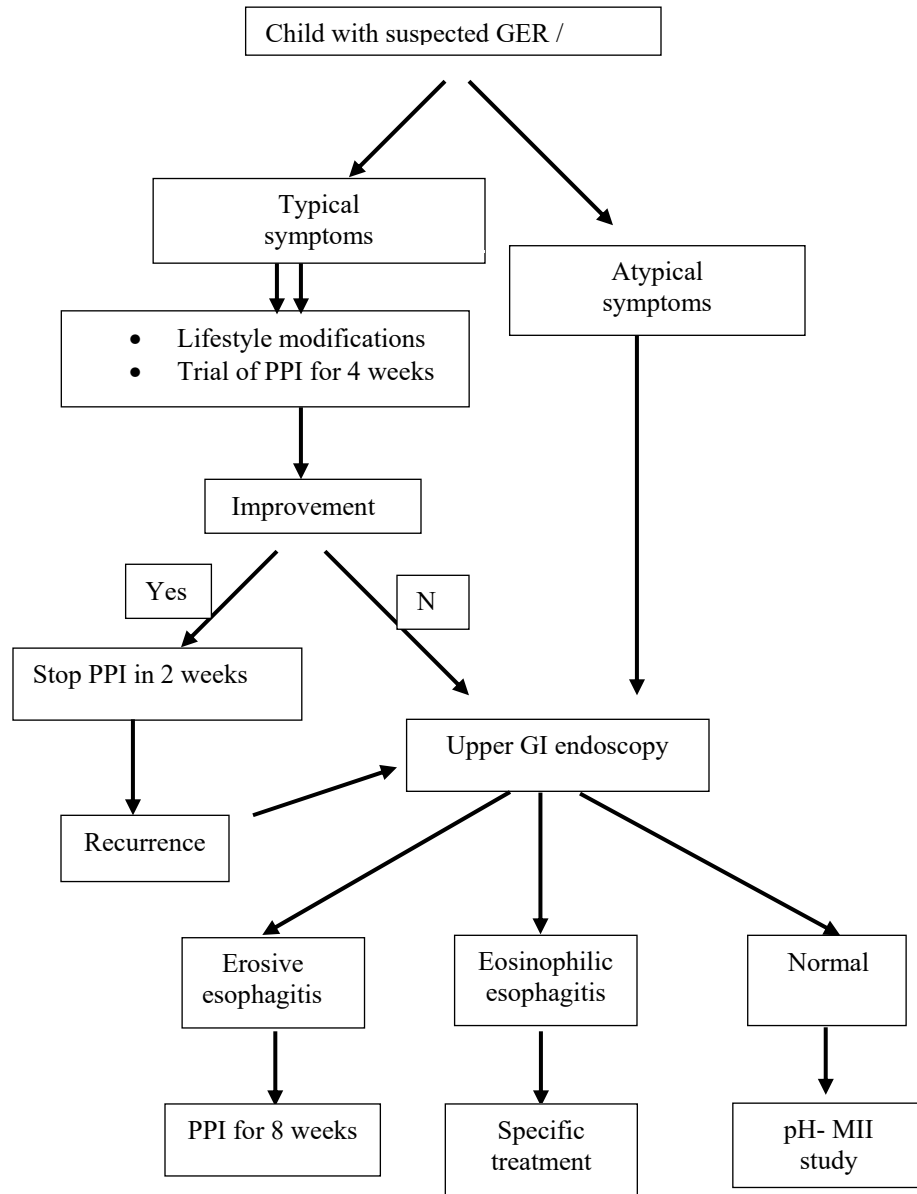 Child with suspected GER /
Typical
symptoms
Atypical
symptoms
• Lifestyle modifications
• Trial of PPI for 4 weeks
Improvement
Yes
N
Stop PPI in 2 weeks
Upper GI endoscopy
Recurrence
Erosive
esophagitis
Eosinophilic
esophagitis
Normal
PPI for 8 weeks
Specific
treatment
pH- MII
study